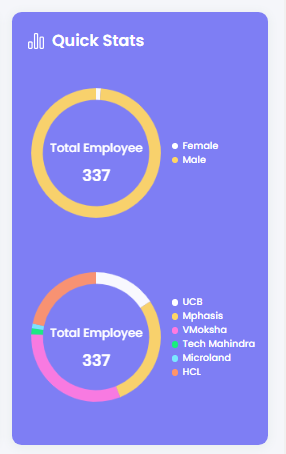 Quick Stats
Total Employee
337
Female
Male
Total Employee
337
UCB
Mphasis
VMoksha
Tech Mahindra
Microland
HCL